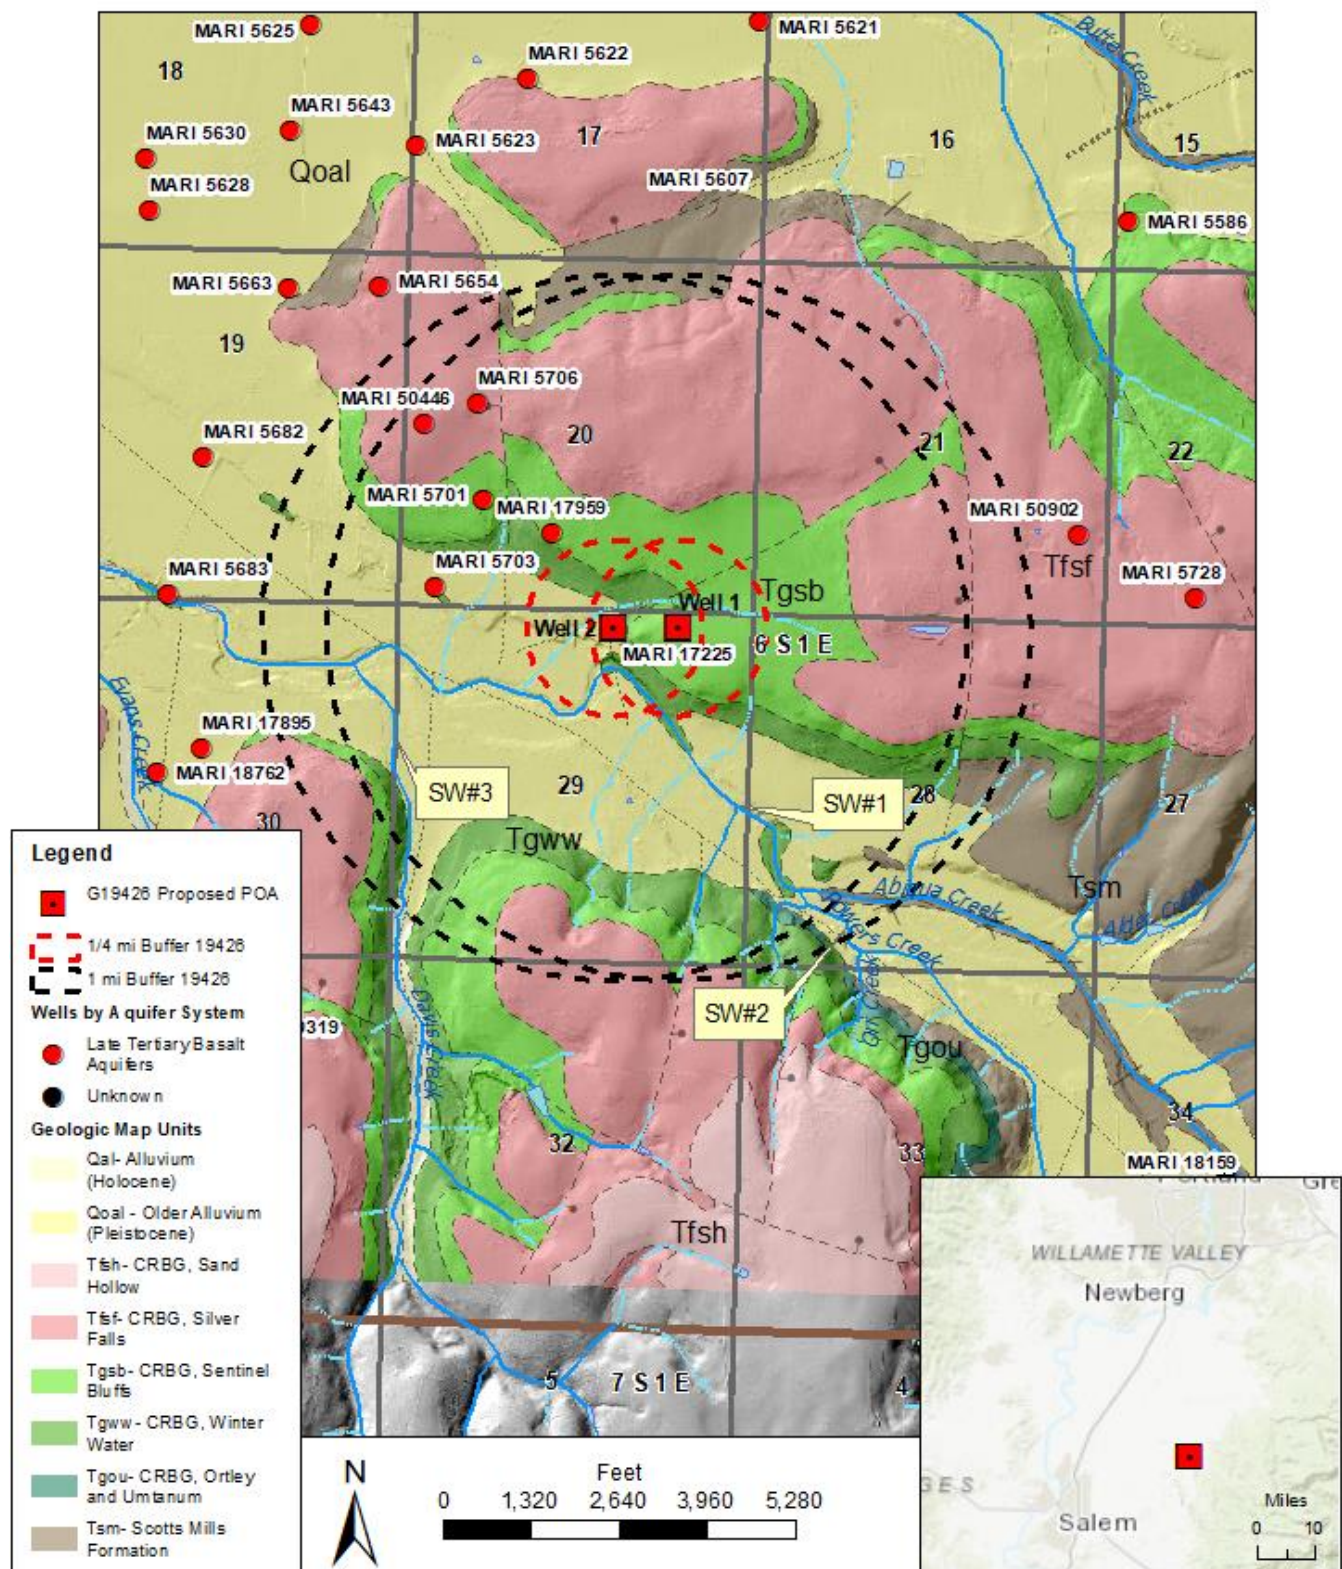 MARI 5625
MARI 5621
Butte Creek
18
MARI 5622
MARI 5643
17
16
15
MARI 5630
MARI 5623
Qoal
MARI 5607
MARI 5628
MARI 5586
MARI 5663
MARI 5654
19
MARI 5706
MARI 50446
20
21
22
MARI 5682
MARI 5701
MARI 17959
MARI 50902
MARI 5703
Tfsf
MARI 5683
MARI 5728
Tgsb
Well 1
Well 2
6 S 1 E
MARI 17225
Evans Creek
MARI 17895
MARI 18762
SW#3
29
SW#1
28
27
30
Tgww
Tsm
Abiqua Creek
Powers Creek
SW#2
Davis Creek
Day Creek
Tgou
0319
32
33
34
MARI 18159
Tfsh
5
7 S 1 E
4
Legend
G19426 Proposed POA
1/4 mi Buffer 19426
1 mi Buffer 19426
Wells by Aquifer System
Late Tertiary Basalt
Aquifers
Unknown
Geologic Map Units
Qal- Alluvium
(Holocene)
Qoal - Older Alluvium
(Pleistocene)
Tfsh- CRBG, Sand
Hollow
Tfsf- CRBG, Silver
Falls
Tgsb- CRBG, Sentinel
Bluffs
Tgww- CRBG, Winter
Water
Tgou- CRBG, Ortley
and Umtanum
Tsm- Scotts Mills
Formation
N
Feet
0 1,320 2,640 3,960 5,280
WILLAMETTE VALLEY
Newberg
GES
Salem
Miles
0 10